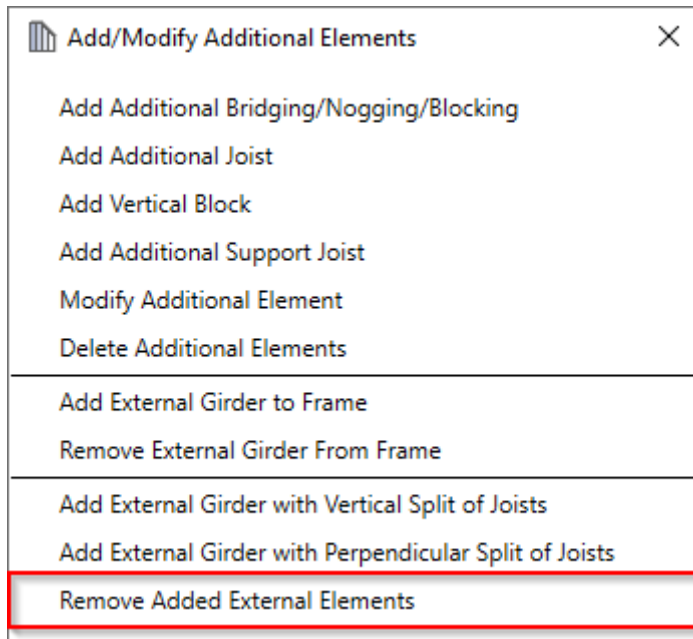 Add/Modify Additional Elements
Add Additional Bridging/Nogging/Blocking
Add Additional Joist
Add Vertical Block
Add Additional Support Joist
Modify Additional Element
Delete Additional Elements
Add External Girder to Frame
Remove External Girder From Frame
Add External Girder with Vertical Split of Joists
Add External Girder with Perpendicular Split of Joists
Remove Added External Elements